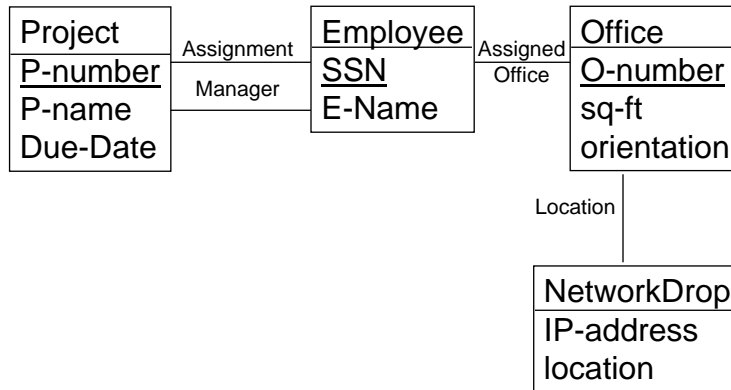 Project
P-number
P-name
Due-Date
Assignment
Manager
Employee
SSN
E-Name
Assigned
Office
Office
O-number
sq-ft
orientation
Location
NetworkDrop
IP-address
location